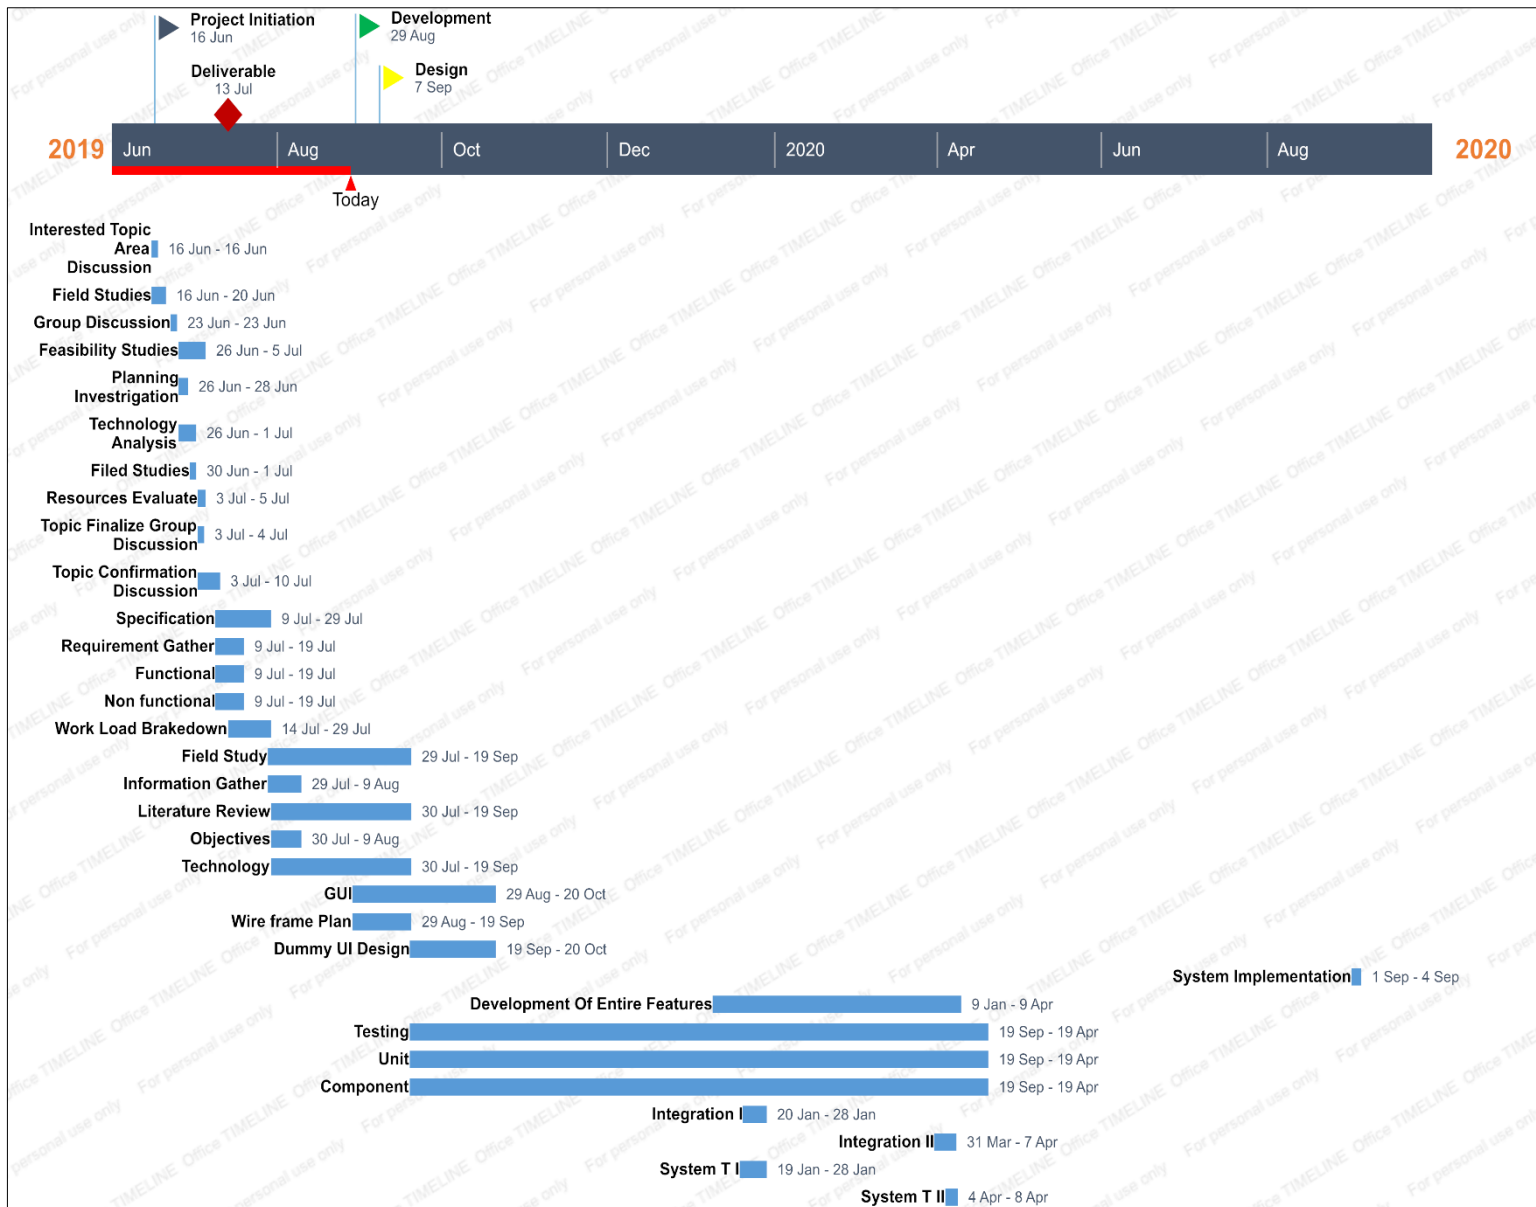 Project Initiation
16 Jun
Development
29 Aug
Deliverable
13 Jul
Design
7 Sep
2019
Jun
Aug
Oct
Dec
2020
Apr
Jun
Aug
2020
Today
Interested Topic
Area
Discussion
16 Jun - 16 Jun
Field Studies
16 Jun - 20 Jun
Group Discussion
23 Jun - 23 Jun
Feasibility Studies
26 Jun - 5 Jul
Planning
Investrigation
26 Jun - 28 Jun
Technology
Analysis
26 Jun - 1 Jul
Filed Studies
30 Jun - 1 Jul
Resources Evaluate
3 Jul - 5 Jul
Topic Finalize Group
Discussion
3 Jul - 4 Jul
Topic Confirmation
Discussion
3 Jul - 10 Jul
Specification
9 Jul - 29 Jul
Requirement Gather
9 Jul - 19 Jul
Functional
9 Jul - 19 Jul
Non functional
9 Jul - 19 Jul
Work Load Brakedown
14 Jul - 29 Jul
Field Study
29 Jul - 19 Sep
Information Gather
29 Jul - 9 Aug
Literature Review
30 Jul - 19 Sep
Objectives
30 Jul - 9 Aug
Technology
30 Jul - 19 Sep
GUI
29 Aug - 20 Oct
Wire frame Plan
29 Aug - 19 Sep
Dummy UI Design
19 Sep - 20 Oct
System Implementation
1 Sep - 4 Sep
Development Of Entire Features
9 Jan - 9 Apr
Testing
19 Sep - 19 Apr
Unit
19 Sep - 19 Apr
Component
19 Sep - 19 Apr
Integration I
20 Jan - 28 Jan
Integration II
31 Mar - 7 Apr
System T I
19 Jan - 28 Jan
System T II
4 Apr - 8 Apr
For personal use only Office TIMELINE